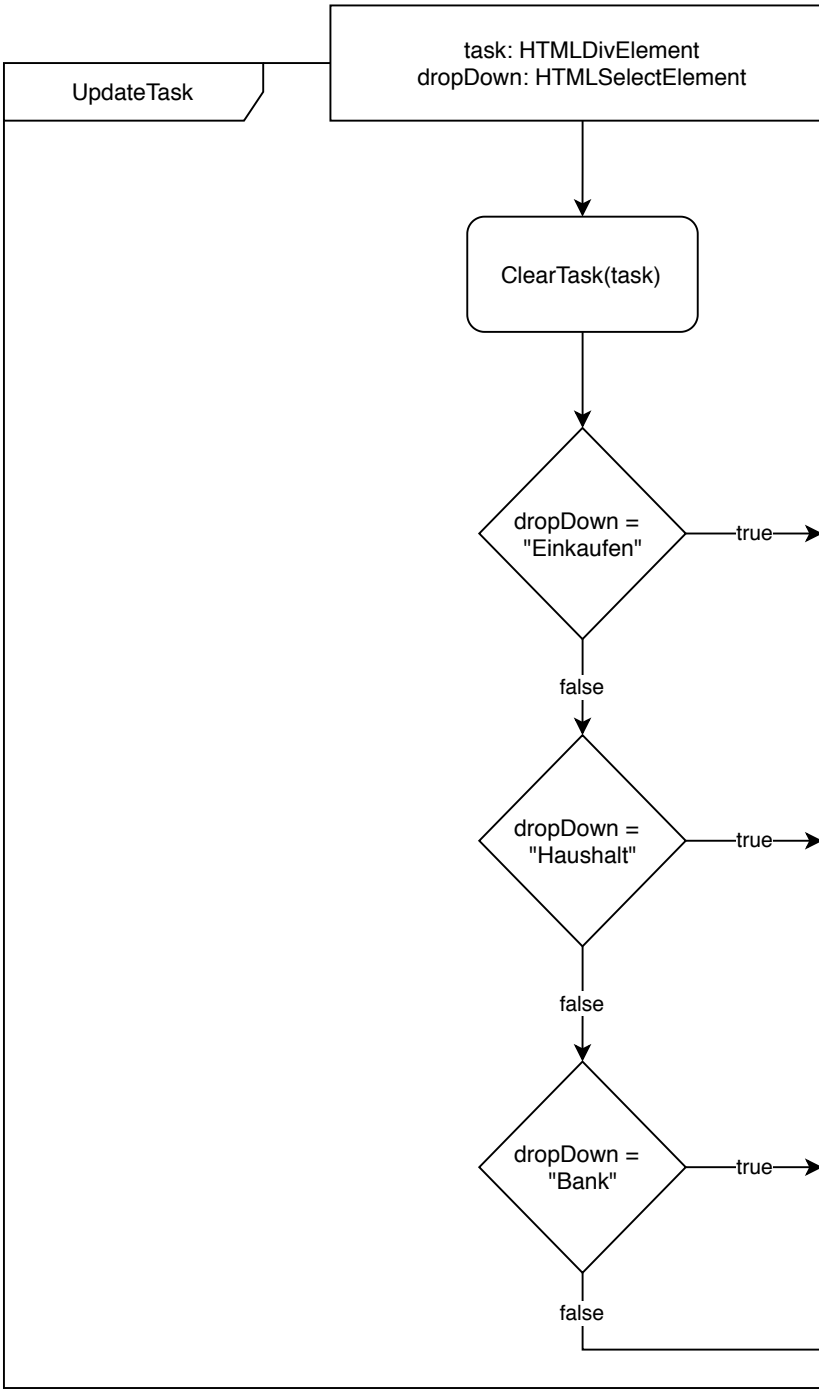 task: HTMLDivElement
dropDown: HTMLSelectElement
UpdateTask
ClearTask(task)
dropDown =
"Einkaufen"
true
false
dropDown =
"Haushalt"
true
false
dropDown =
"Bank"
true
false